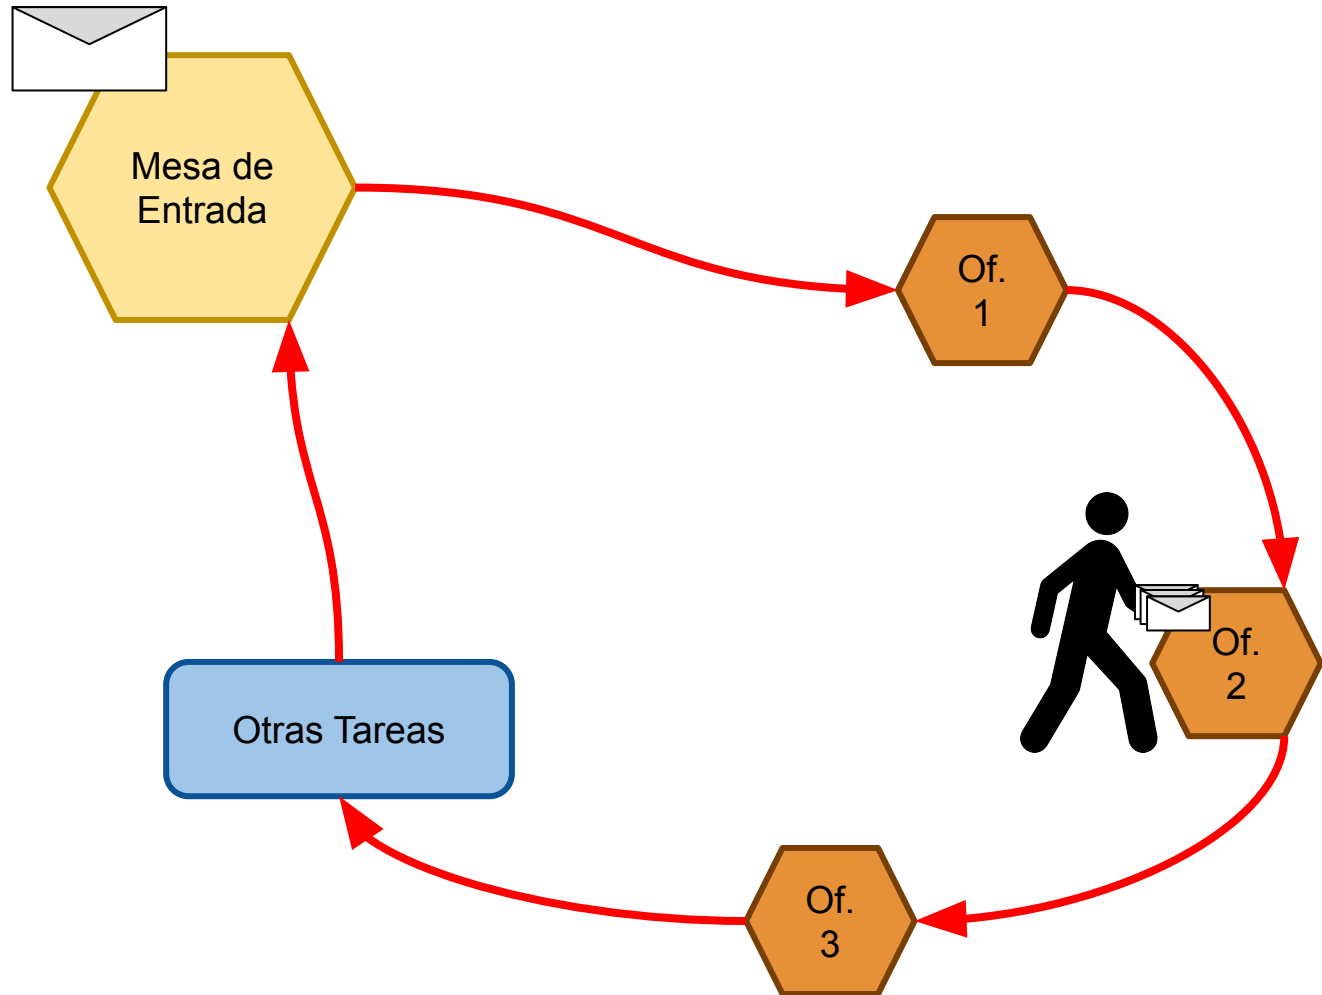 Mesa de
Entrada
Of.
1
Of.
2
Otras Tareas
Of.
3